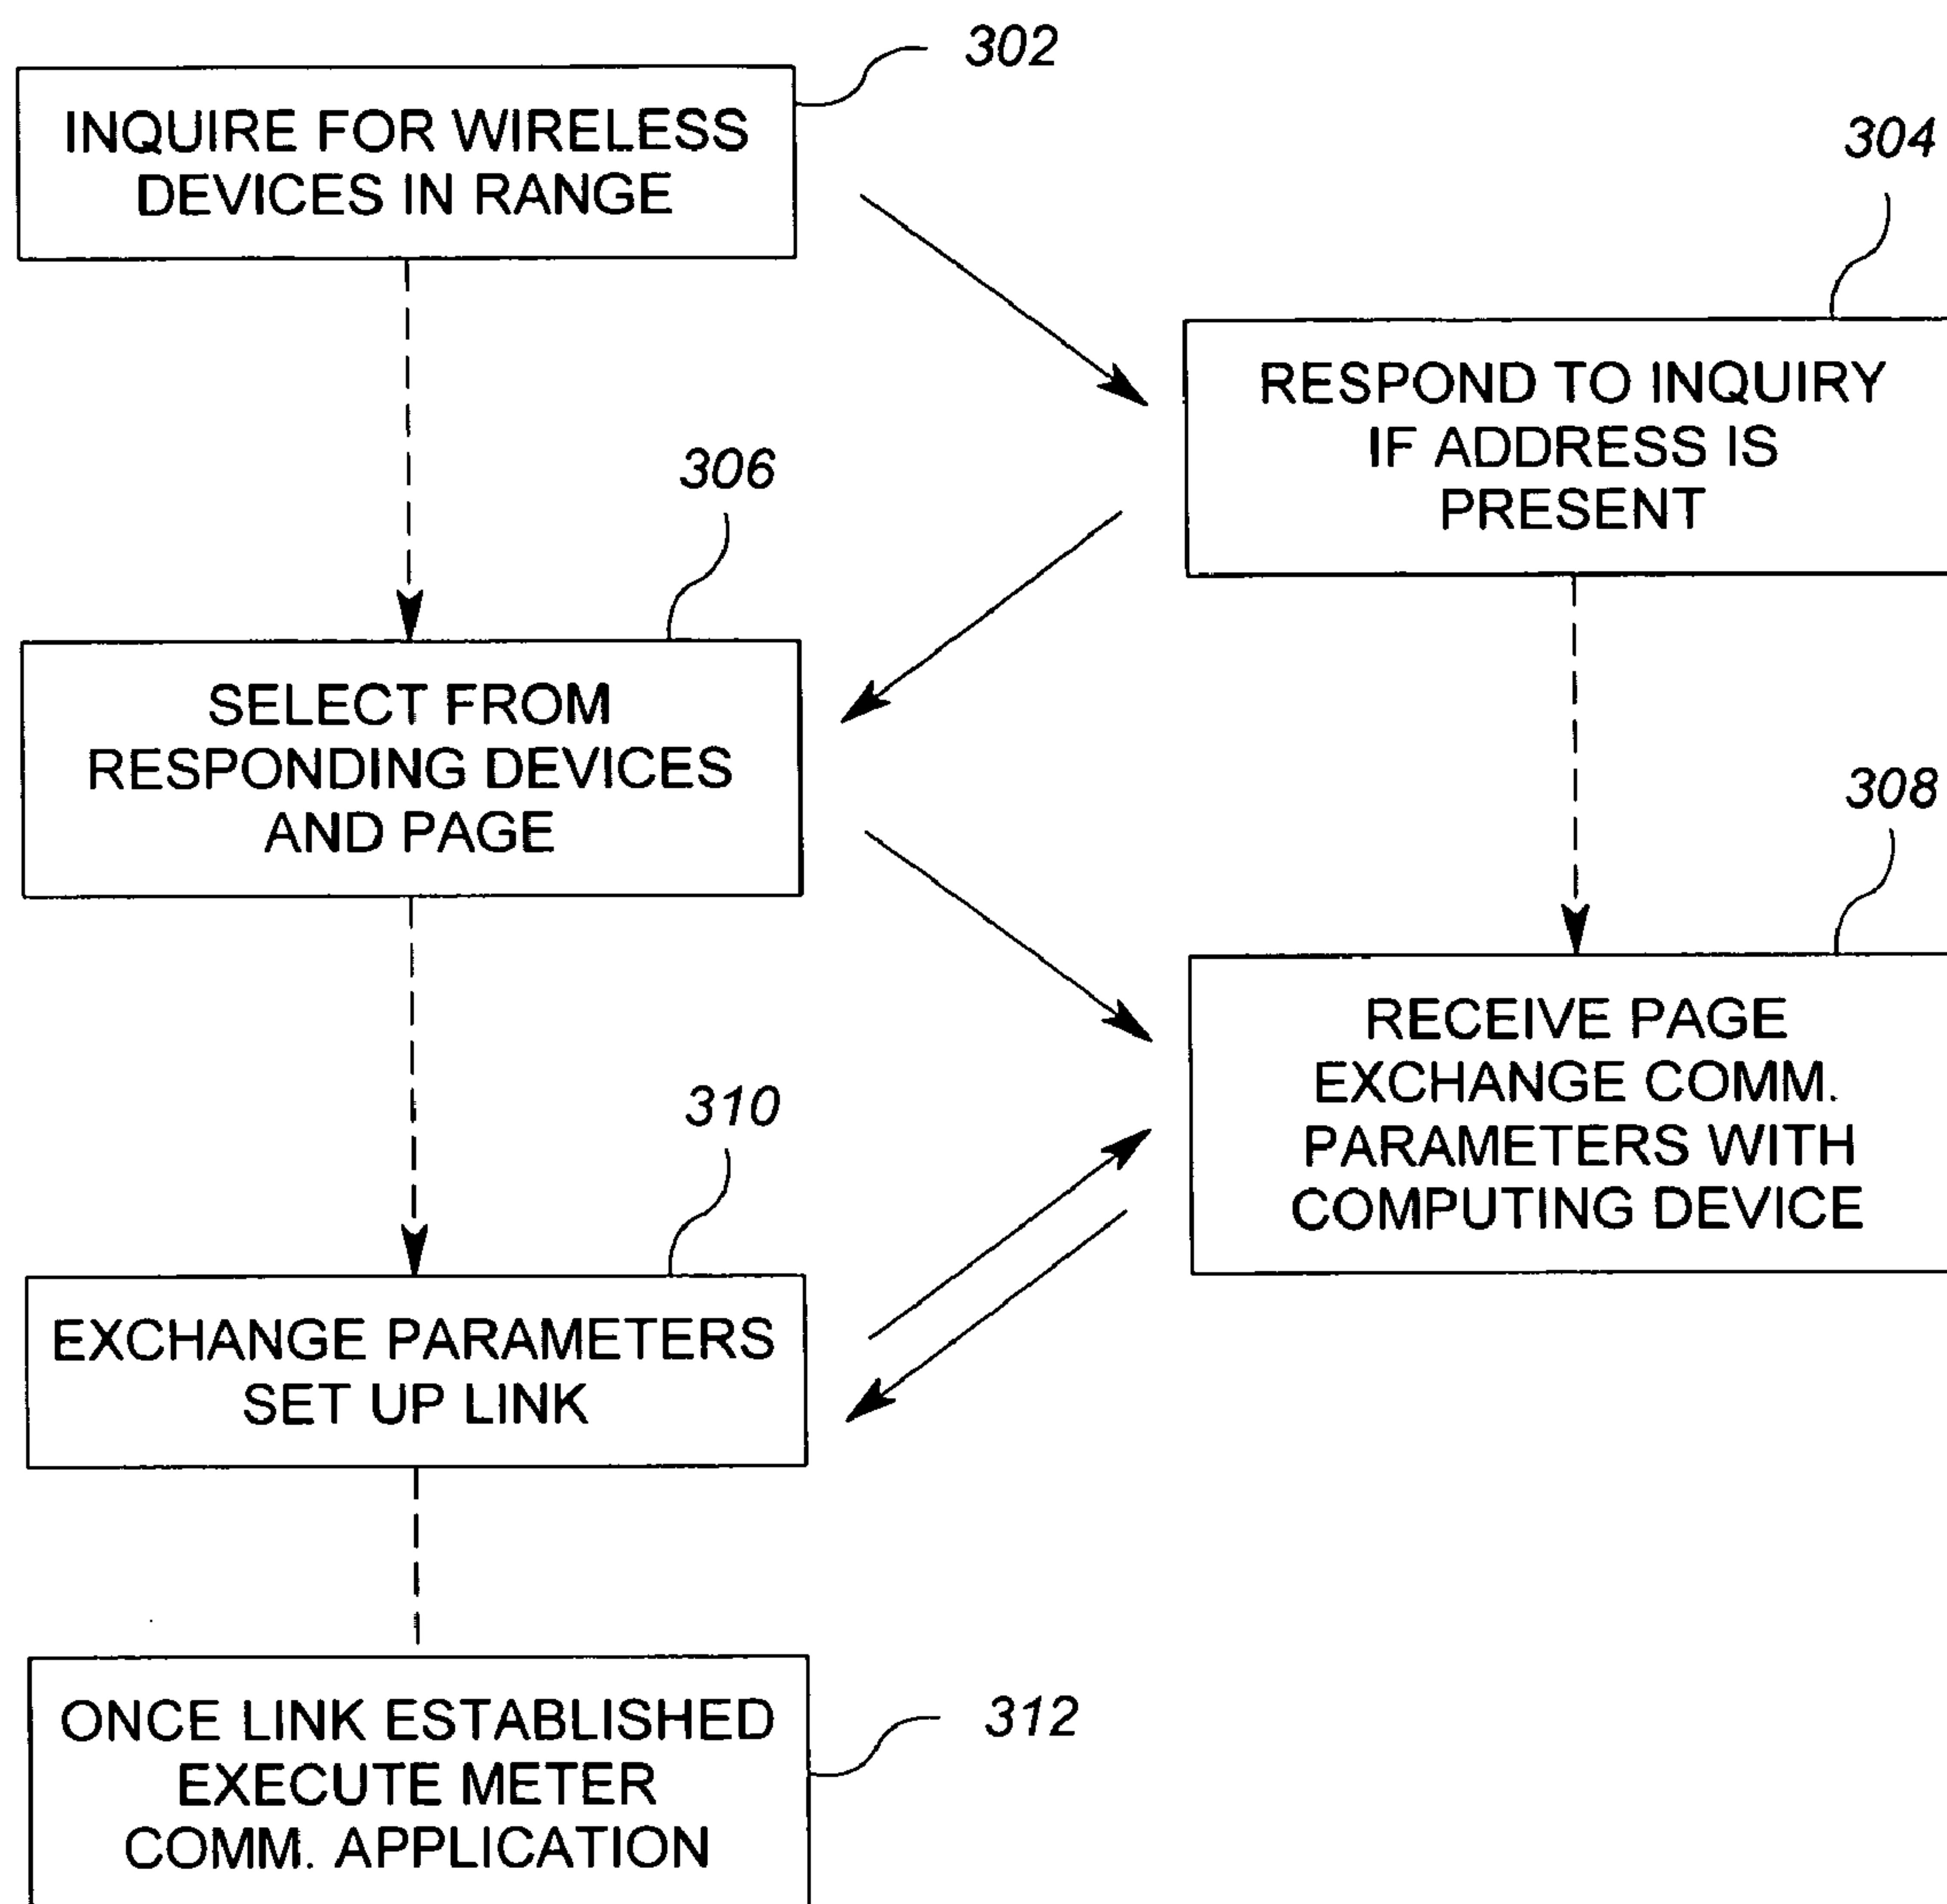 302
INQUIRE FOR WIRELESS
DEVICES IN RANGE
304
RESPOND TO INQUIRY
IF ADDRESS IS
PRESENT
306
SELECT FROM
RESPONDING DEVICES
AND PAGE
308
RECEIVE PAGE
EXCHANGE COMM.
PARAMETERS WITH
COMPUTING DEVICE
310
EXCHANGE PARAMETERS
SET UP LINK
312
ONCE LINK ESTABLISHED
EXECUTE METER
COMM. APPLICATION